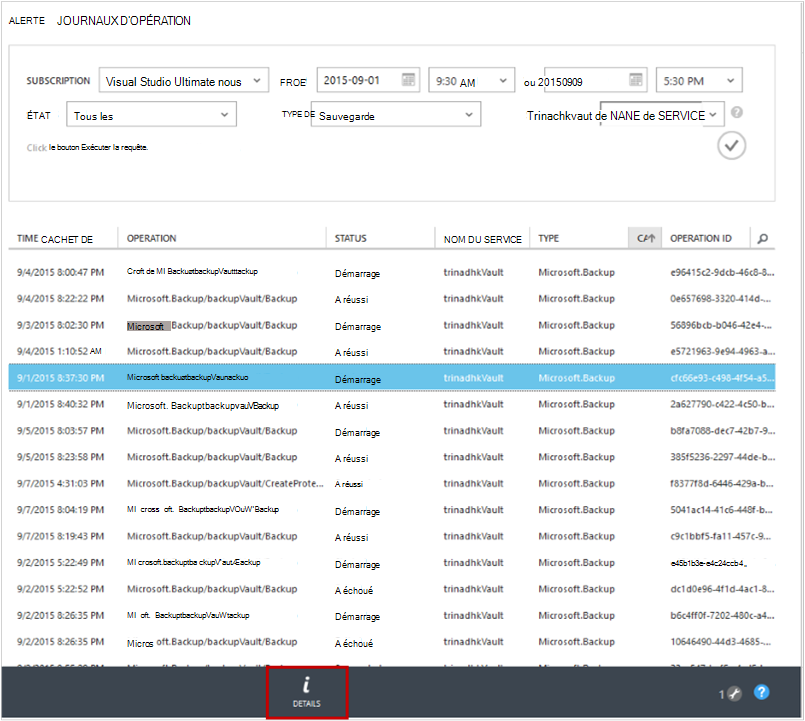 ALERTE JOURNAUX D'OPÉRATION
SUBSCRIPTION Visual Studio Ultimate nous FROE' 2015-09-01 9:30 AM ou 20150909 5:30 PM
ÉTAT Tous les TYPE DE Sauvegarde Trinachkvaut de NANE de SERVICE ?
Click le bouton Exécuter la requête.
TIME CACHET DE OPERATION STATUS NOM DU SERVICE TYPE OPERATION ID
9/4/2015 8:00:47 PM Croft de MI BackuotbackupVautttackup Démarrage trinadhkVault Microsoft.Backup e96415c2-9dcb-46c8-8...
9/4/2015 8:22:22 PM Microsoft.Backup/backupVault/Backup A réussi trinadhkVault Microsoft.Backup 0e657698-3320-414d-...
9/3/2015 8:02:30 PM Microsoft Backup/backupVault/Backup Démarrage trinadhkVault Microsoft.Backup 56896bcb-b046-42e4-...
9/4/2015 1:10:52 AM Microsoft.Backup/backupVault/Backup A réussi trinadhkVault Microsoft.Backup e5721963-9e94-4963-a...
9/1/2015 8:37:30 PM Microsoft backuotbackupVaunackuo Démarrage trinadhkVault Microsoft.Backup cfc66e93-c498-4f54-a5...
9/1/2015 8:40:32 PM Microsoft. BackuptbackupvauVBackup A réussi trinadhkVault Microsoft.Backup 2a627790-c422-4c50-b...
9/5/2015 8:03:57 PM Microsoft.Backup/backupVault/Backup Démarrage trinadhkVault Microsoft.Backup b8fa7088-dec7-42b7-9...
9/5/2015 8:23:58 PM Microsoft.Backup/backupVault/Backup A réussi trinadhkVault Microsoft.Backup 385f5236-2297-44de-b...
9/7/2015 4:31:03 PM Microsoft.Backup/backupVault/CreateProte... A réussi trinadhkVault Microsoft.Backup f8377f8d-6446-429a-b...
9/7/2015 8:04:19 PM MI cross oft. BackuptbackupVOuW'Backup Démarrage trinadhkVault Microsoft.Backup 5041ac14-41c6-448f-b...
9/7/2015 8:19:43 PM Microsoft.Backup/backupVault/Backup A réussi trinadhkVault Microsoft.Backup c9c1bbf5-fa11-457c-9...
9/2/2015 5:22:49 PM MI crosoft.backuptba ckupV'aut/Eackup Démarrage trinadhkVault Microsoft.Backup e45b1b3e-e4c24ccb4_
9/2/2015 5:22:52 PM Microsoft.Backup/backupVault/Backup A échoué trinadhkVault Microsoft.Backup dc1d0e96-4f1d-4ac1-8...
9/2/2015 8:26:35 PM MI oft. BackuptbackupVauWtackup Démarrage trinadhkVault Microsoft.Backup b6c4ff0f-7202-480c-a4...
9/2/2015 8:26:35 PM Micros oft.Backup/backupVault/Backup A échoué trinadhkVault Microsoft.Backup 10646490-44d3-4685-...
i
DETAILS 1 ?